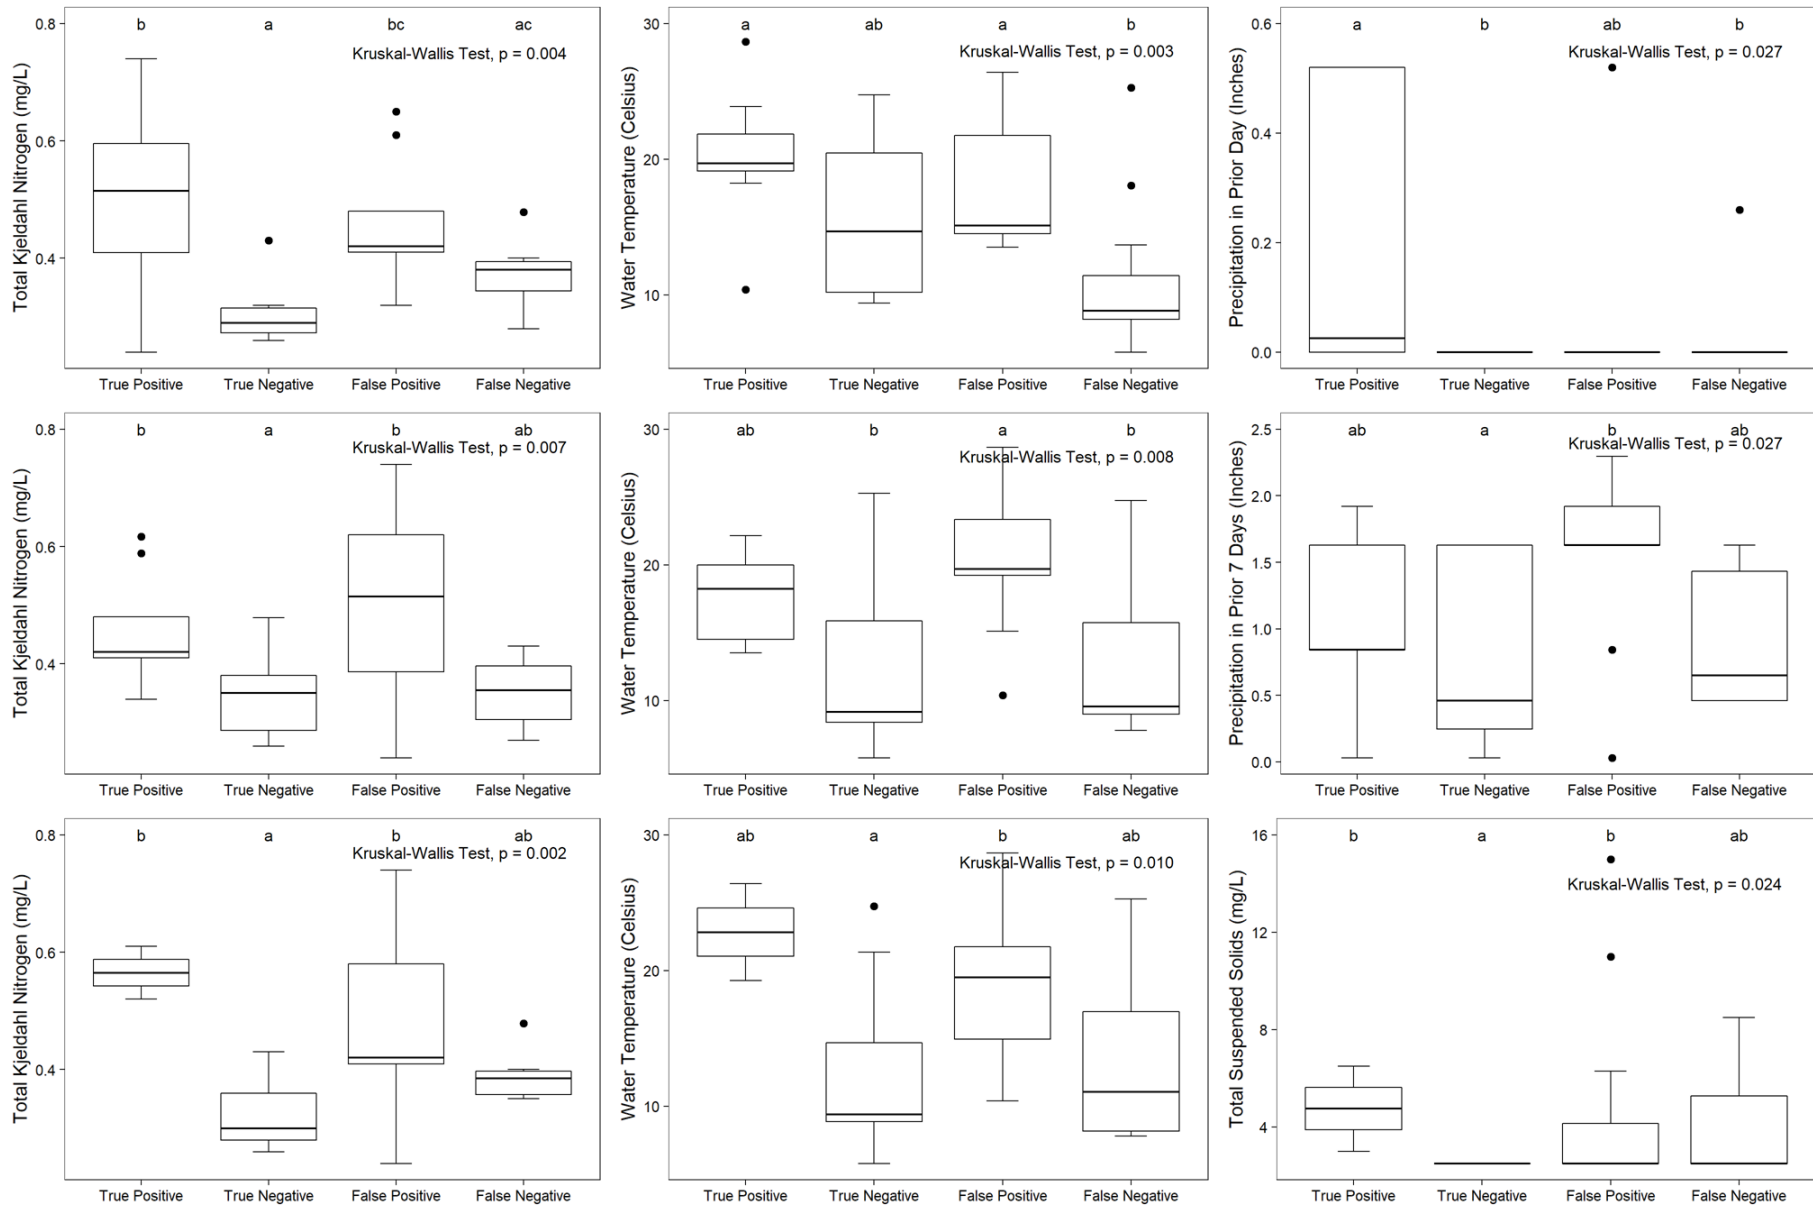 b a bc ac
Kruskal-Wallis Test, p = 0.004
Total Kjeldahl Nitrogen (mg/L)
0.8
0.6
0.4
True Positive True Negative False Positive False Negative
a ab a b
Kruskal-Wallis Test, p = 0.003
Water Temperature (Celsius)
30
20
10
True Positive True Negative False Positive False Negative
a b ab b
Kruskal-Wallis Test, p = 0.027
Precipitation in Prior Day (Inches)
0.6
0.4
0.2
0.0
True Positive True Negative False Positive False Negative
b a b ab
Kruskal-Wallis Test, p = 0.007
Total Kjeldahl Nitrogen (mg/L)
0.8
0.6
0.4
True Positive True Negative False Positive False Negative
ab b a b
Kruskal-Wallis Test, p = 0.008
Water Temperature (Celsius)
30
20
10
True Positive True Negative False Positive False Negative
ab a b ab
Kruskal-Wallis Test, p = 0.027
Precipitation in Prior 7 Days (Inches)
2.5
2.0
1.5
1.0
0.5
0.0
True Positive True Negative False Positive False Negative
b a b ab
Kruskal-Wallis Test, p = 0.002
Total Kjeldahl Nitrogen (mg/L)
0.8
0.6
0.4
True Positive True Negative False Positive False Negative
ab a b ab
Kruskal-Wallis Test, p = 0.010
Water Temperature (Celsius)
30
20
10
True Positive True Negative False Positive False Negative
b a b ab
Kruskal-Wallis Test, p = 0.024
Total Suspended Solids (mg/L)
16
12
8
4
True Positive True Negative False Positive False Negative